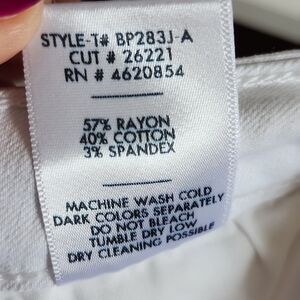 STYLE-T# BP283J-A
CUT # 26221
RN # 4620854
57% RAYON
40% COTTON
3% SPANDEX
MACHINE WASH COLD
DARK COLORS SEPARATELY
DO NOT BLEACH
TUMBLE DRY LOW
DRY CLEANING POSSIBLE